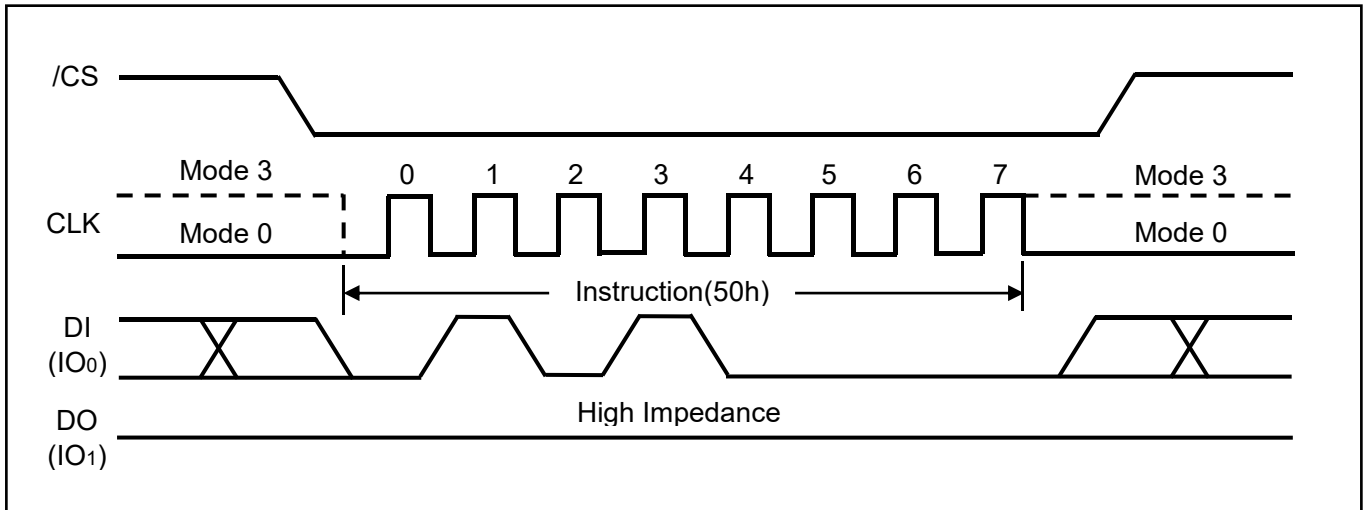 /CS
Mode 3 0 1 2 3 4 5 6 7 Mode 3
CLK
Mode 0 Mode 0
Instruction(50h)
DI
(IO0)
High Impedance
DO
(IO1)